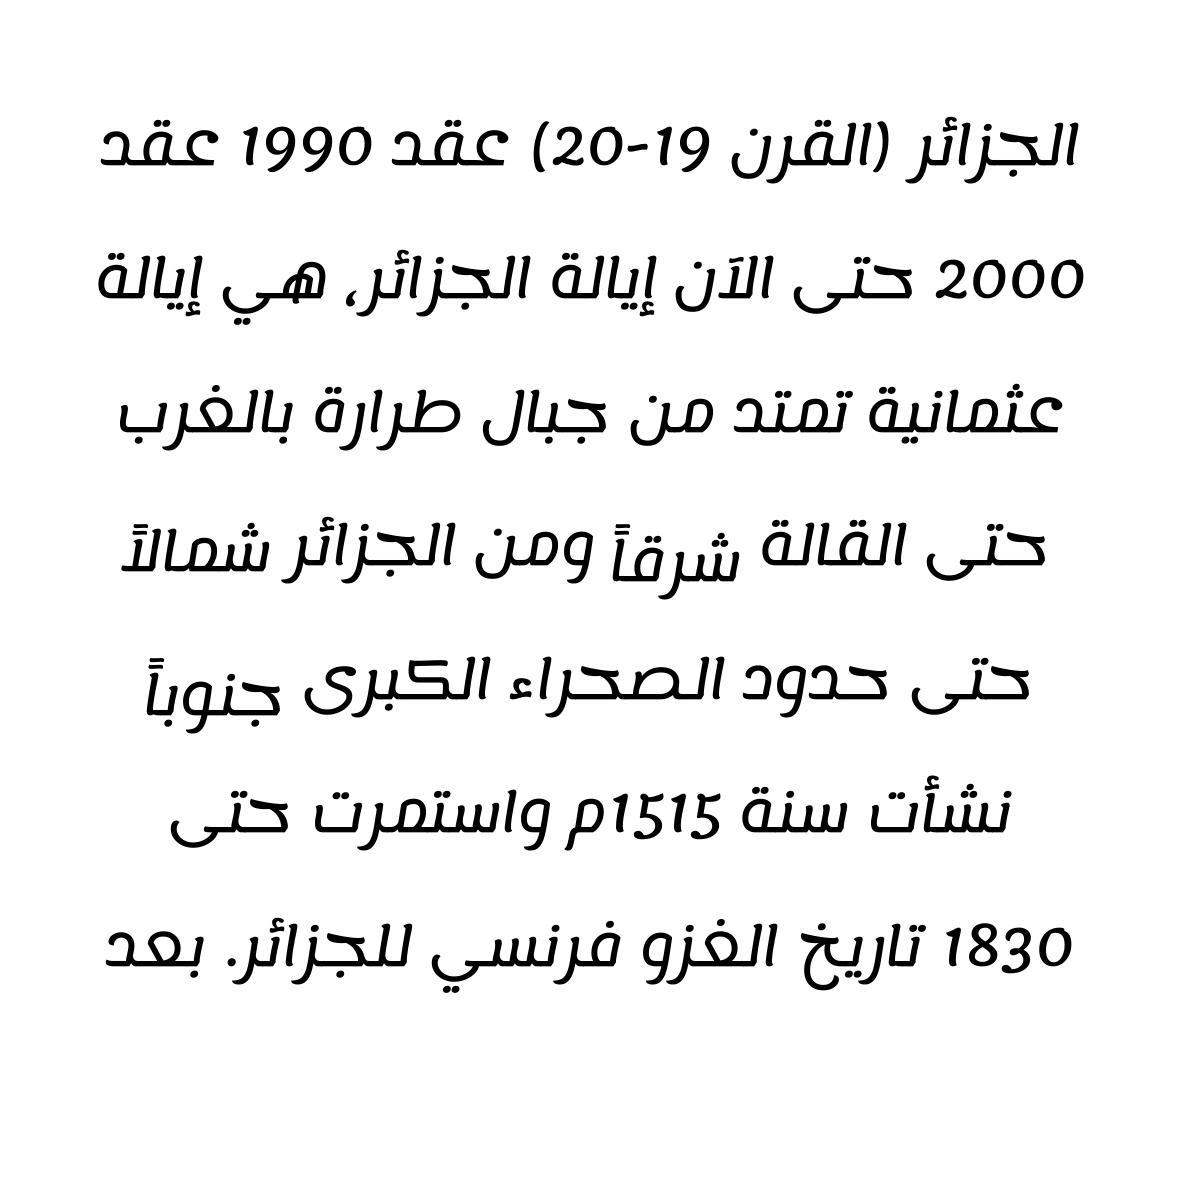 الجزائر (القرن 19-20) عقد 1990 عقد
2000 حتى الآن إيالة الجزائر، هي إيالة
عثمانية تمتد من جبال طرارة بالغرب
حتى القالة شرقاً ومن الجزائر شمالاً
حتى حدود الصحراء الكبرى جنوباً
نشأت سنة 1515م واستمرت حتى
1830 تاريخ الغزو فرنسي للجزائر. بعد